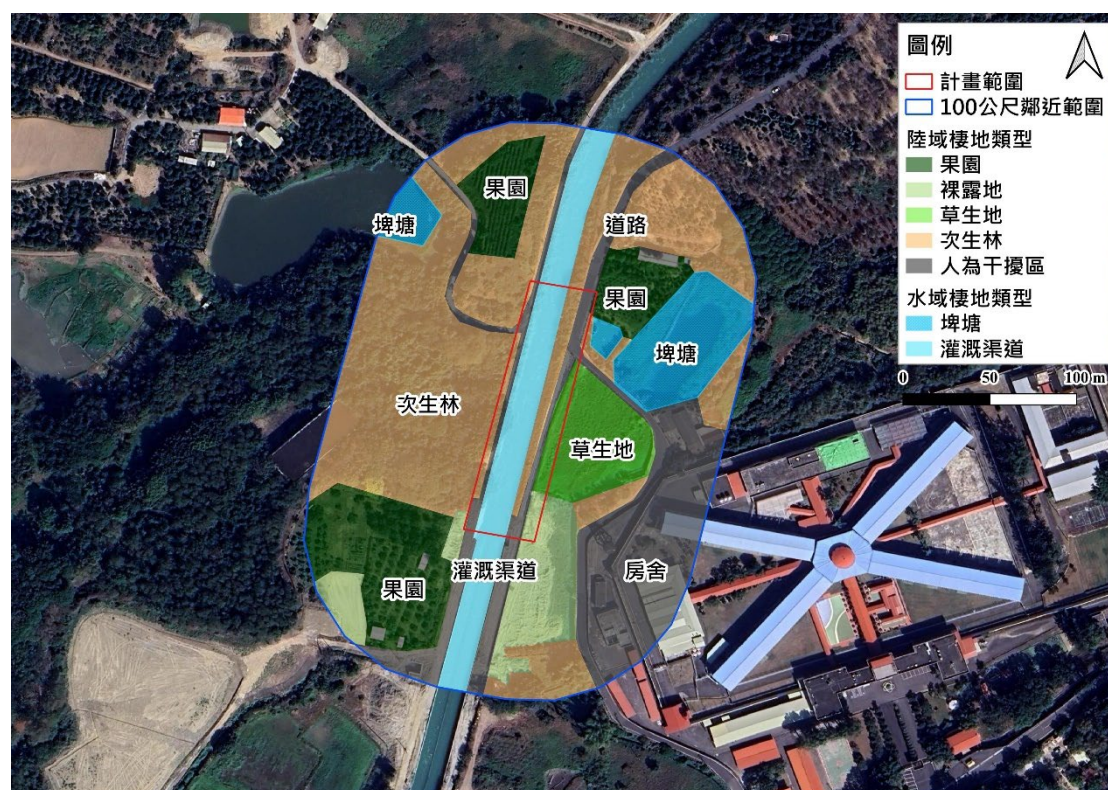 圖例
計畫範圍
100公尺鄰近範圍
陸域棲地類型
果園
裸露地
草生地
次生林
人為干擾區
水域棲地類型
埤塘
灌溉渠道
0 50 100 m
果園
埤塘
道路
果園
埤塘
次生林
草生地
灌溉渠道
房舍
果園